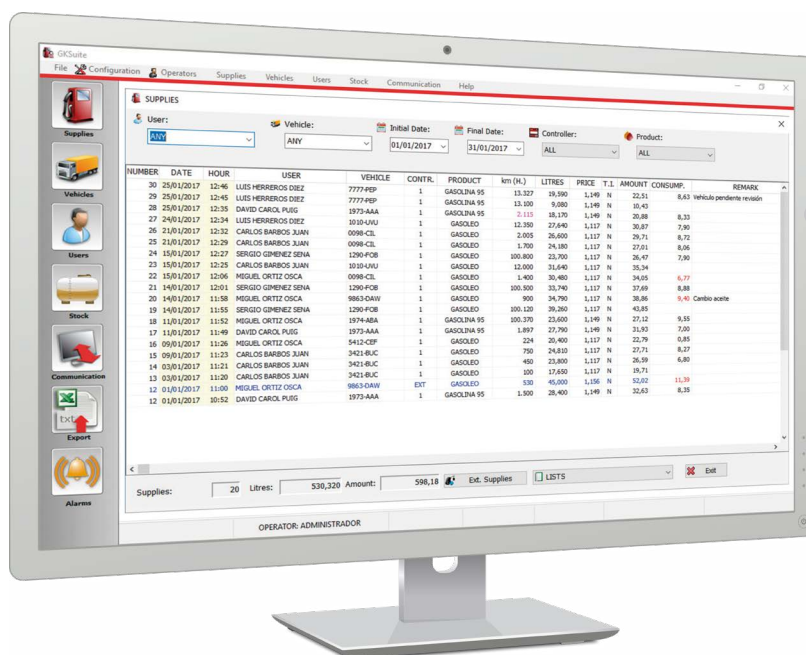 GKSuite
File Configuration Operators Supplies Vehicles Users Stock Communication Help
SUPPLIES
User: Vehicle: Initial Date: Final Date: Controller: Product:
ANY ANY 01/01/2017 31/01/2017 ALL ALL
NUMBER DATE HOUR USER VEHICLE CONTR. PRODUCT km (H.) LITRES PRICE T.I. AMOUNT CONSUMP. REMARK
30 25/01/2017 12:46 LUIS HERREROS DIEZ 7777-PEP 1 GASOLINA 95 13.327 19,590 1,149 N 22,51 8,63 Vehículo pendiente revisión
29 25/01/2017 12:45 LUIS HERREROS DIEZ 7777-PEP 1 GASOLINA 95 13.100 9,080 1,149 N 10,43
28 25/01/2017 12:35 DAVID CAROL PUIG 1973-AAA 1 GASOLINA 95 2.115 18,170 1,149 N 20,88 8,33
27 24/01/2017 12:34 LUIS HERREROS DIEZ 1010-UVU 1 GASOLEO 12.350 27,640 1,117 N 30,87 7,90
26 21/01/2017 12:32 CARLOS BARBOS JUAN 0098-CIL 1 GASOLEO 2.005 26,600 1,117 N 29,71 8,72
25 21/01/2017 12:29 CARLOS BARBOS JUAN 0098-CIL 1 GASOLEO 1.700 24,180 1,117 N 27,01 8,06
24 15/01/2017 12:27 SERGIO GIMENEZ SENA 1290-FOB 1 GASOLEO 100.800 23,700 1,117 N 26,47 7,90
23 15/01/2017 12:25 CARLOS BARBOS JUAN 1010-UVU 1 GASOLEO 12.000 31,640 1,117 N 35,34
22 15/01/2017 12:06 MIGUEL ORTIZ OSCA 0098-CIL 1 GASOLEO 1.400 30,480 1,117 N 34,05 6,77
21 14/01/2017 12:01 SERGIO GIMENEZ SENA 1290-FOB 1 GASOLEO 100.500 33,740 1,117 N 37,69 8,88
20 14/01/2017 11:58 MIGUEL ORTIZ OSCA 9863-DAW 1 GASOLEO 900 34,790 1,117 N 38,86 9,40 Cambio aceite
19 14/01/2017 11:55 SERGIO GIMENEZ SENA 1290-FOB 1 GASOLEO 100.120 39,260 1,117 N 43,85
18 11/01/2017 11:52 MIGUEL ORTIZ OSCA 1974-ABA 1 GASOLINA 95 100.370 23,600 1,149 N 27,12 9,55
17 11/01/2017 11:49 DAVID CAROL PUIG 1973-AAA 1 GASOLINA 95 1.897 27,790 1,149 N 31,93 7,00
16 09/01/2017 11:26 MIGUEL ORTIZ OSCA 5412-CEF 1 GASOLEO 224 20,400 1,117 N 22,79 0,85
15 09/01/2017 11:23 CARLOS BARBOS JUAN 3421-BUC 1 GASOLEO 750 24,810 1,117 N 27,71 8,27
14 03/01/2017 11:21 CARLOS BARBOS JUAN 3421-BUC 1 GASOLEO 450 23,800 1,117 N 26,59 6,80
13 03/01/2017 11:20 CARLOS BARBOS JUAN 3421-BUC 1 GASOLEO 100 17,650 1,117 N 19,71
12 01/01/2017 11:00 MIGUEL ORTIZ OSCA 9863-DAW EXT GASOLEO 530 45,000 1,156 N 52,02 11,39
12 01/01/2017 10:52 DAVID CAROL PUIG 1973-AAA 1 GASOLINA 95 1.500 28,400 1,149 N 32,63 8,35
Supplies: 20 Litres: 530,320 Amount: 598,18 Ext. Supplies LISTS Exit
OPERATOR: ADMINISTRADOR
Supplies
Vehicles
Users
Stock
Communication
txt
Export
Alarms